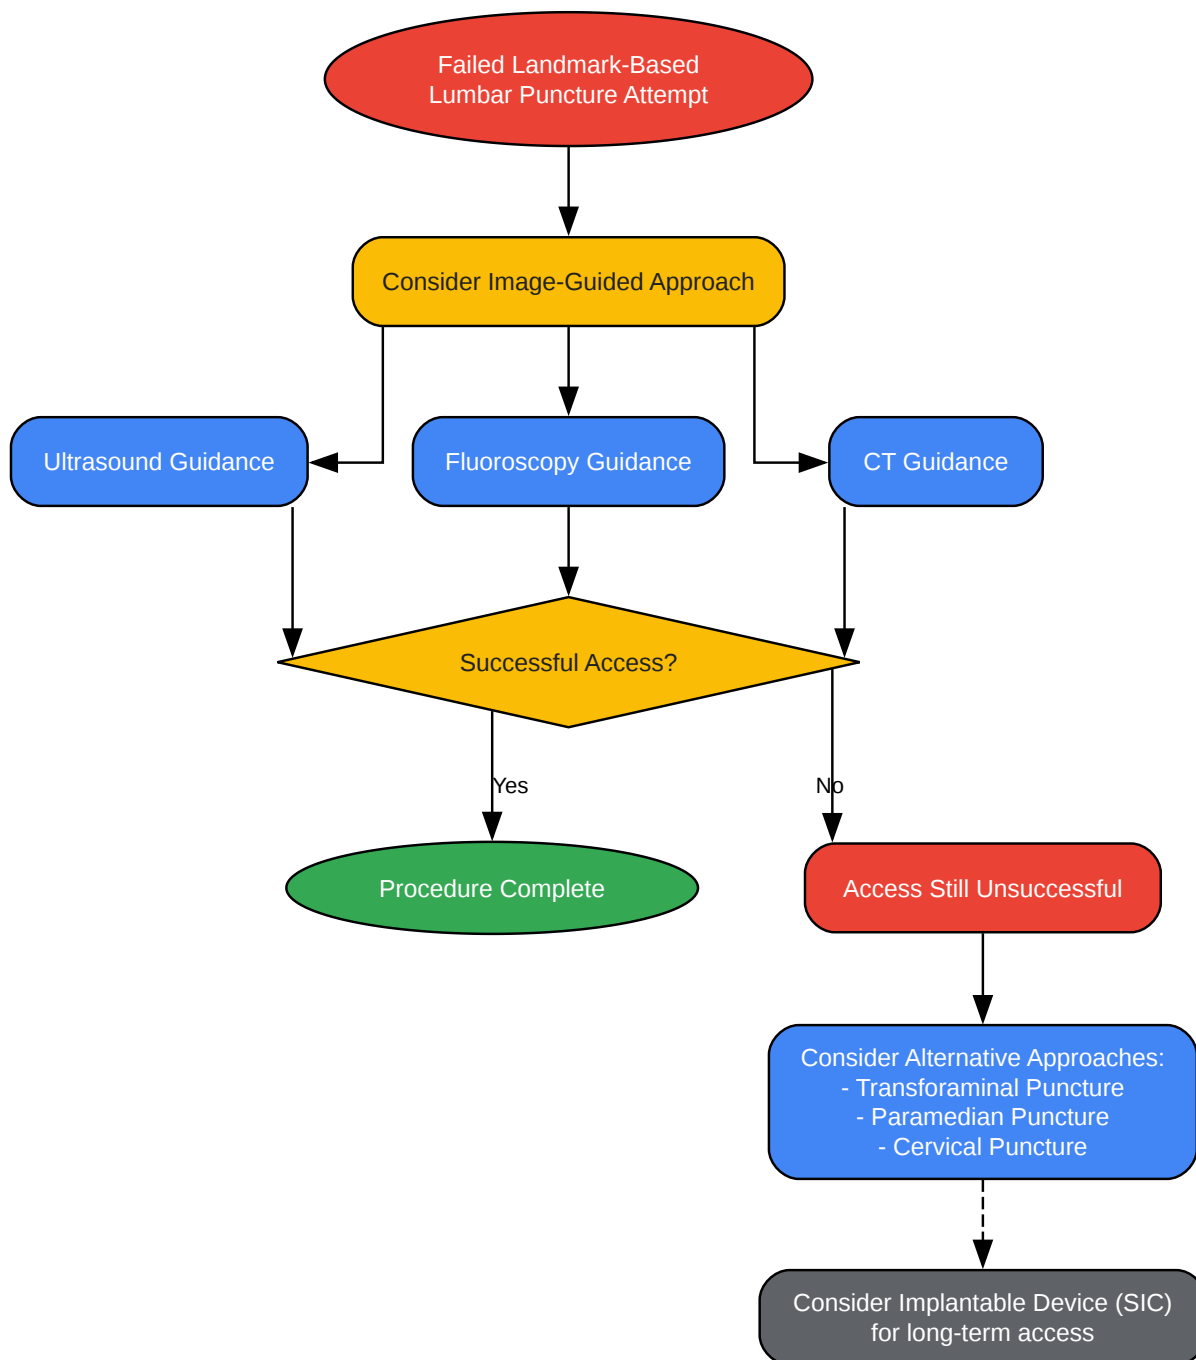 Failed Landmark-Based
Lumbar Puncture Attempt
Consider Image-Guided Approach
Ultrasound Guidance
Fluoroscopy Guidance
CT Guidance
Successful Access?
Yes
No
Procedure Complete
Access Still Unsuccessful
Consider Alternative Approaches:
- Transforaminal Puncture
- Paramedian Puncture
- Cervical Puncture
Consider Implantable Device (SIC)
for long-term access